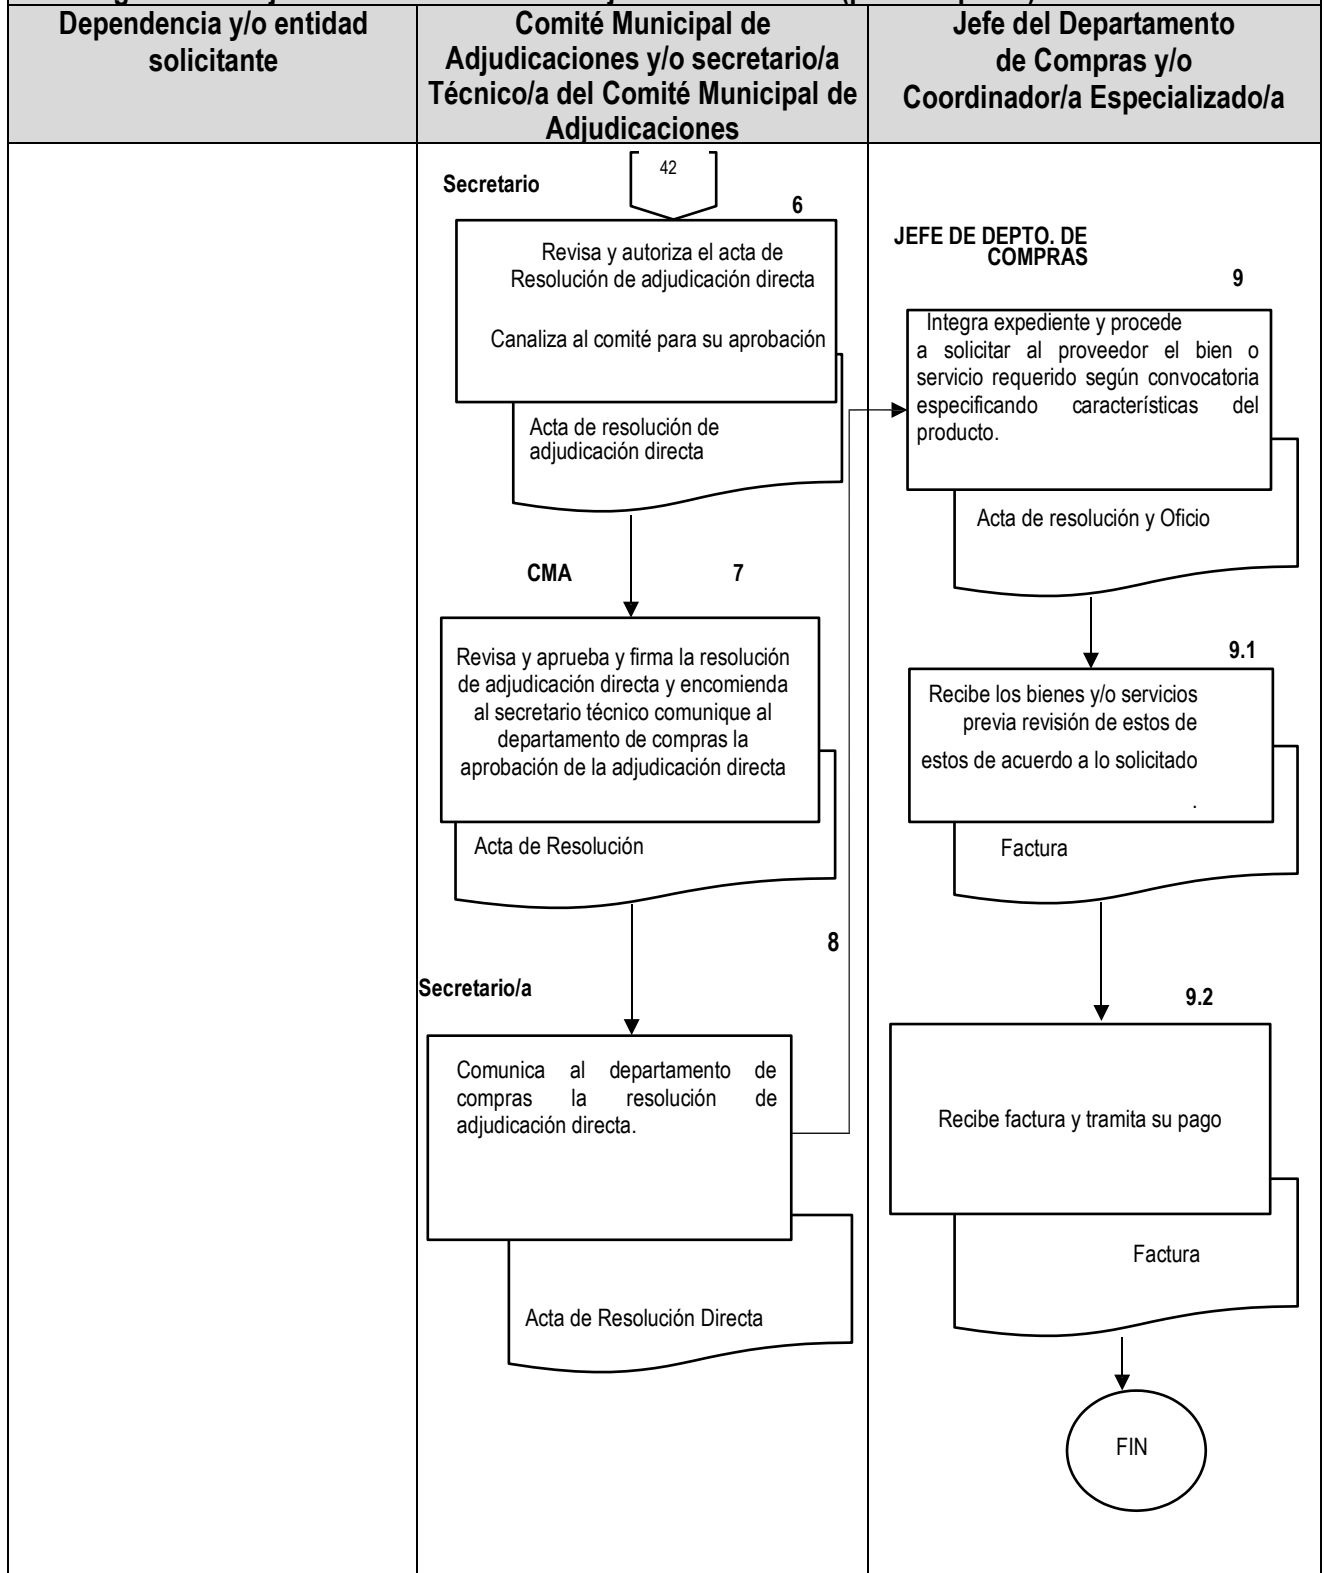 Dependencia y/o entidad
solicitante
Comité Municipal de
Adjudicaciones y/o secretario/a
Técnico/a del Comité Municipal de
Adjudicaciones
Jefe del Departamento
de Compras y/o
Coordinador/a Especializado/a
42
Secretario
6
Revisa y autoriza el acta de
Resolución de adjudicación directa
Canaliza al comité para su aprobación
Acta de resolución de
adjudicación directa
CMA
7
Revisa y aprueba y firma la resolución
de adjudicación directa y encomienda
al secretario técnico comunique al
departamento de compras la
aprobación de la adjudicación directa
Acta de Resolución
8
Secretario/a
Comunica al departamento de
compras la resolución de
adjudicación directa.
Acta de Resolución Directa
JEFE DE DEPTO. DE
COMPRAS
9
Integra expediente y procede
a solicitar al proveedor el bien o
servicio requerido según convocatoria
especificando características del
producto.
Acta de resolución y Oficio
9.1
Recibe los bienes y/o servicios
previa revisión de estos de
estos de acuerdo a lo solicitado
.
Factura
9.2
Recibe factura y tramita su pago
Factura
FIN